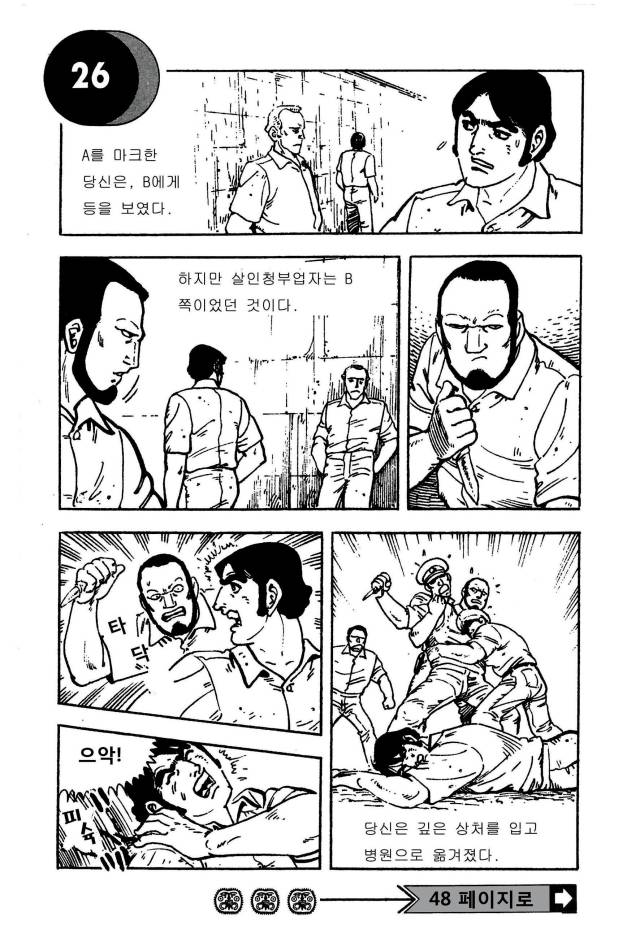 26
A를 마크한
당신은, B에게
등을 보였다.
하지만 살인청부업자는 B
쪽이었던 것이다.
타
닥
으악!
피
슉
당신은 깊은 상처를 입고
병원으로 옮겨졌다.
48 페이지로